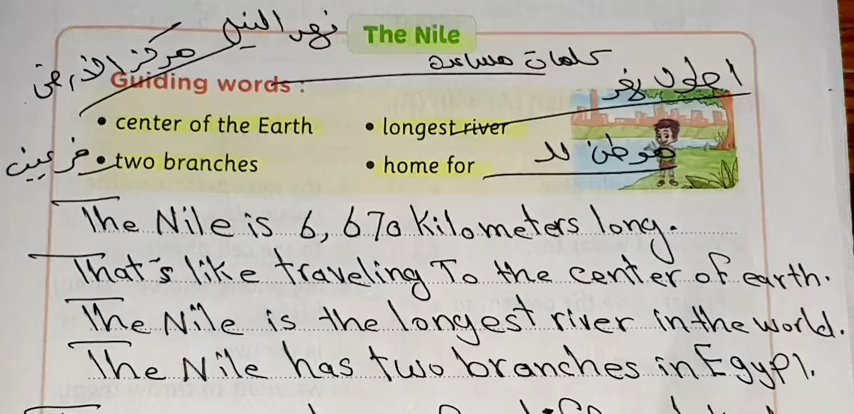 نهر النيل The Nile
مركز الأرض Guiding words : كلمات مساعدة
اطول نهر
• center of the Earth • longest river
فرعين • two branches • home for موطن لد
The Nile is 6,670 Kilometers long.
That's like traveling To the center of earth.
The Nile is the longest river in the world.
The Nile has two branches in Egypt.